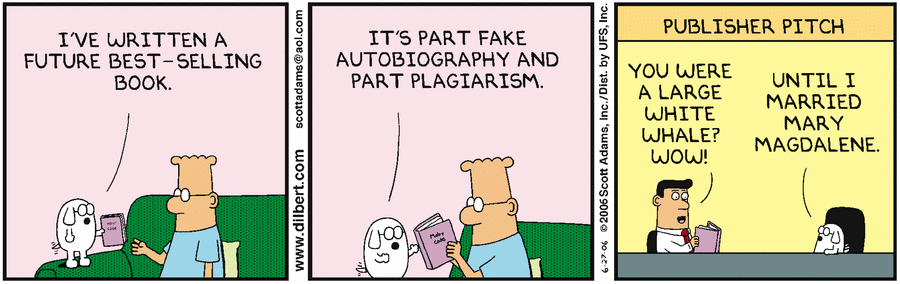 I'VE WRITTEN A
FUTURE BEST-SELLING
BOOK.
MOBY
CODE
www.dilbert.com scottadams@aol.com
IT'S PART FAKE
AUTOBIOGRAPHY AND
PART PLAGIARISM.
MOBY
CODE
6-27-06 © 2006 Scott Adams, Inc./Dist. by UFS, Inc.
PUBLISHER PITCH
YOU WERE
A LARGE
WHITE
WHALE?
WOW!
UNTIL I
MARRIED
MARY
MAGDALENE.